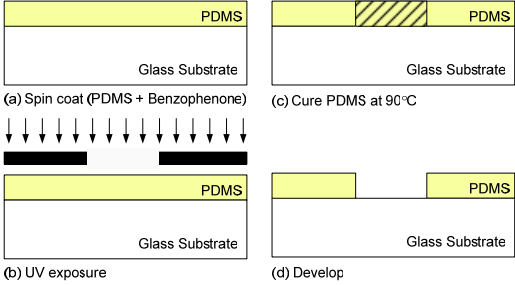 PDMS
Glass Substrate
(a) Spin coat (PDMS + Benzophenone)
PDMS
Glass Substrate
(b) UV exposure
PDMS
Glass Substrate
(c) Cure PDMS at 90°C
PDMS
Glass Substrate
(d) Develop